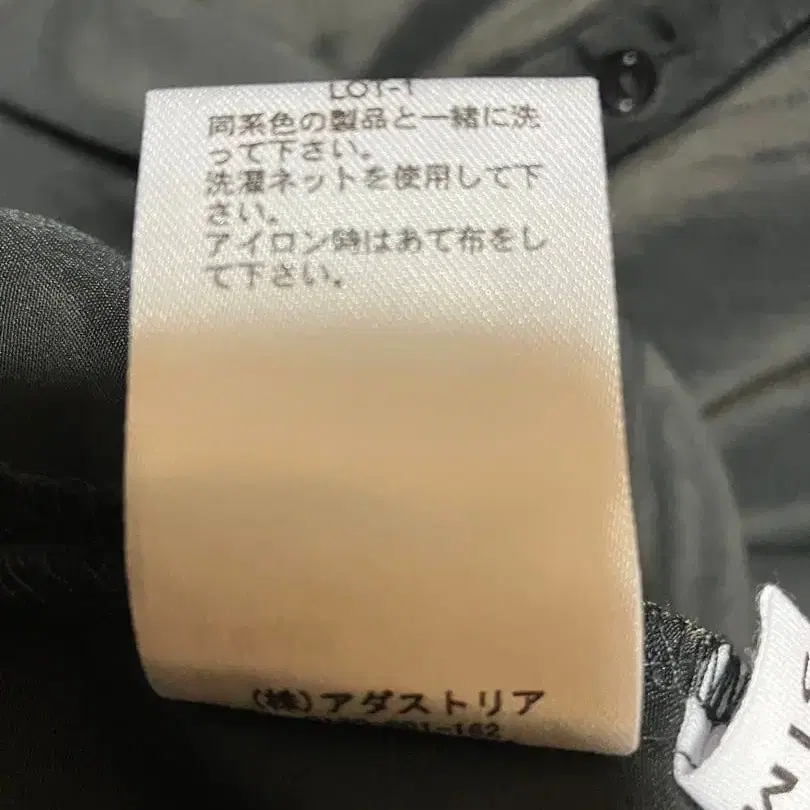 LOT-1
同系色の製品と一緒に洗
って下さい。
洗濯ネットを使用して下
さい。
アイロン時はあて布をし
て下さい。
(株)アダストリア